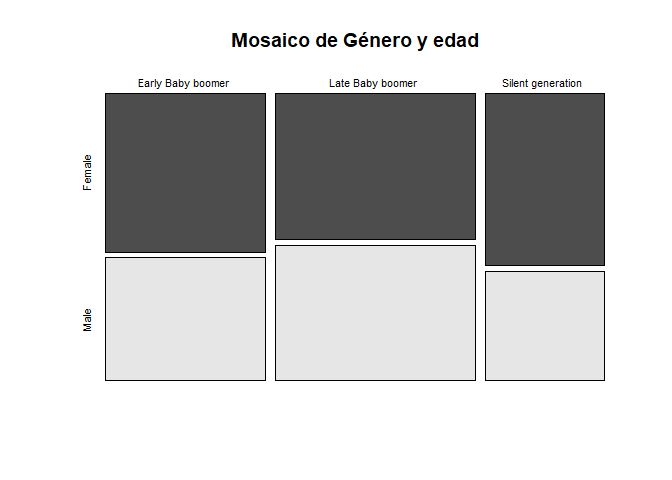 Mosaico de Género y edad
Early Baby boomer
Late Baby boomer
Silent generation
Female
Male